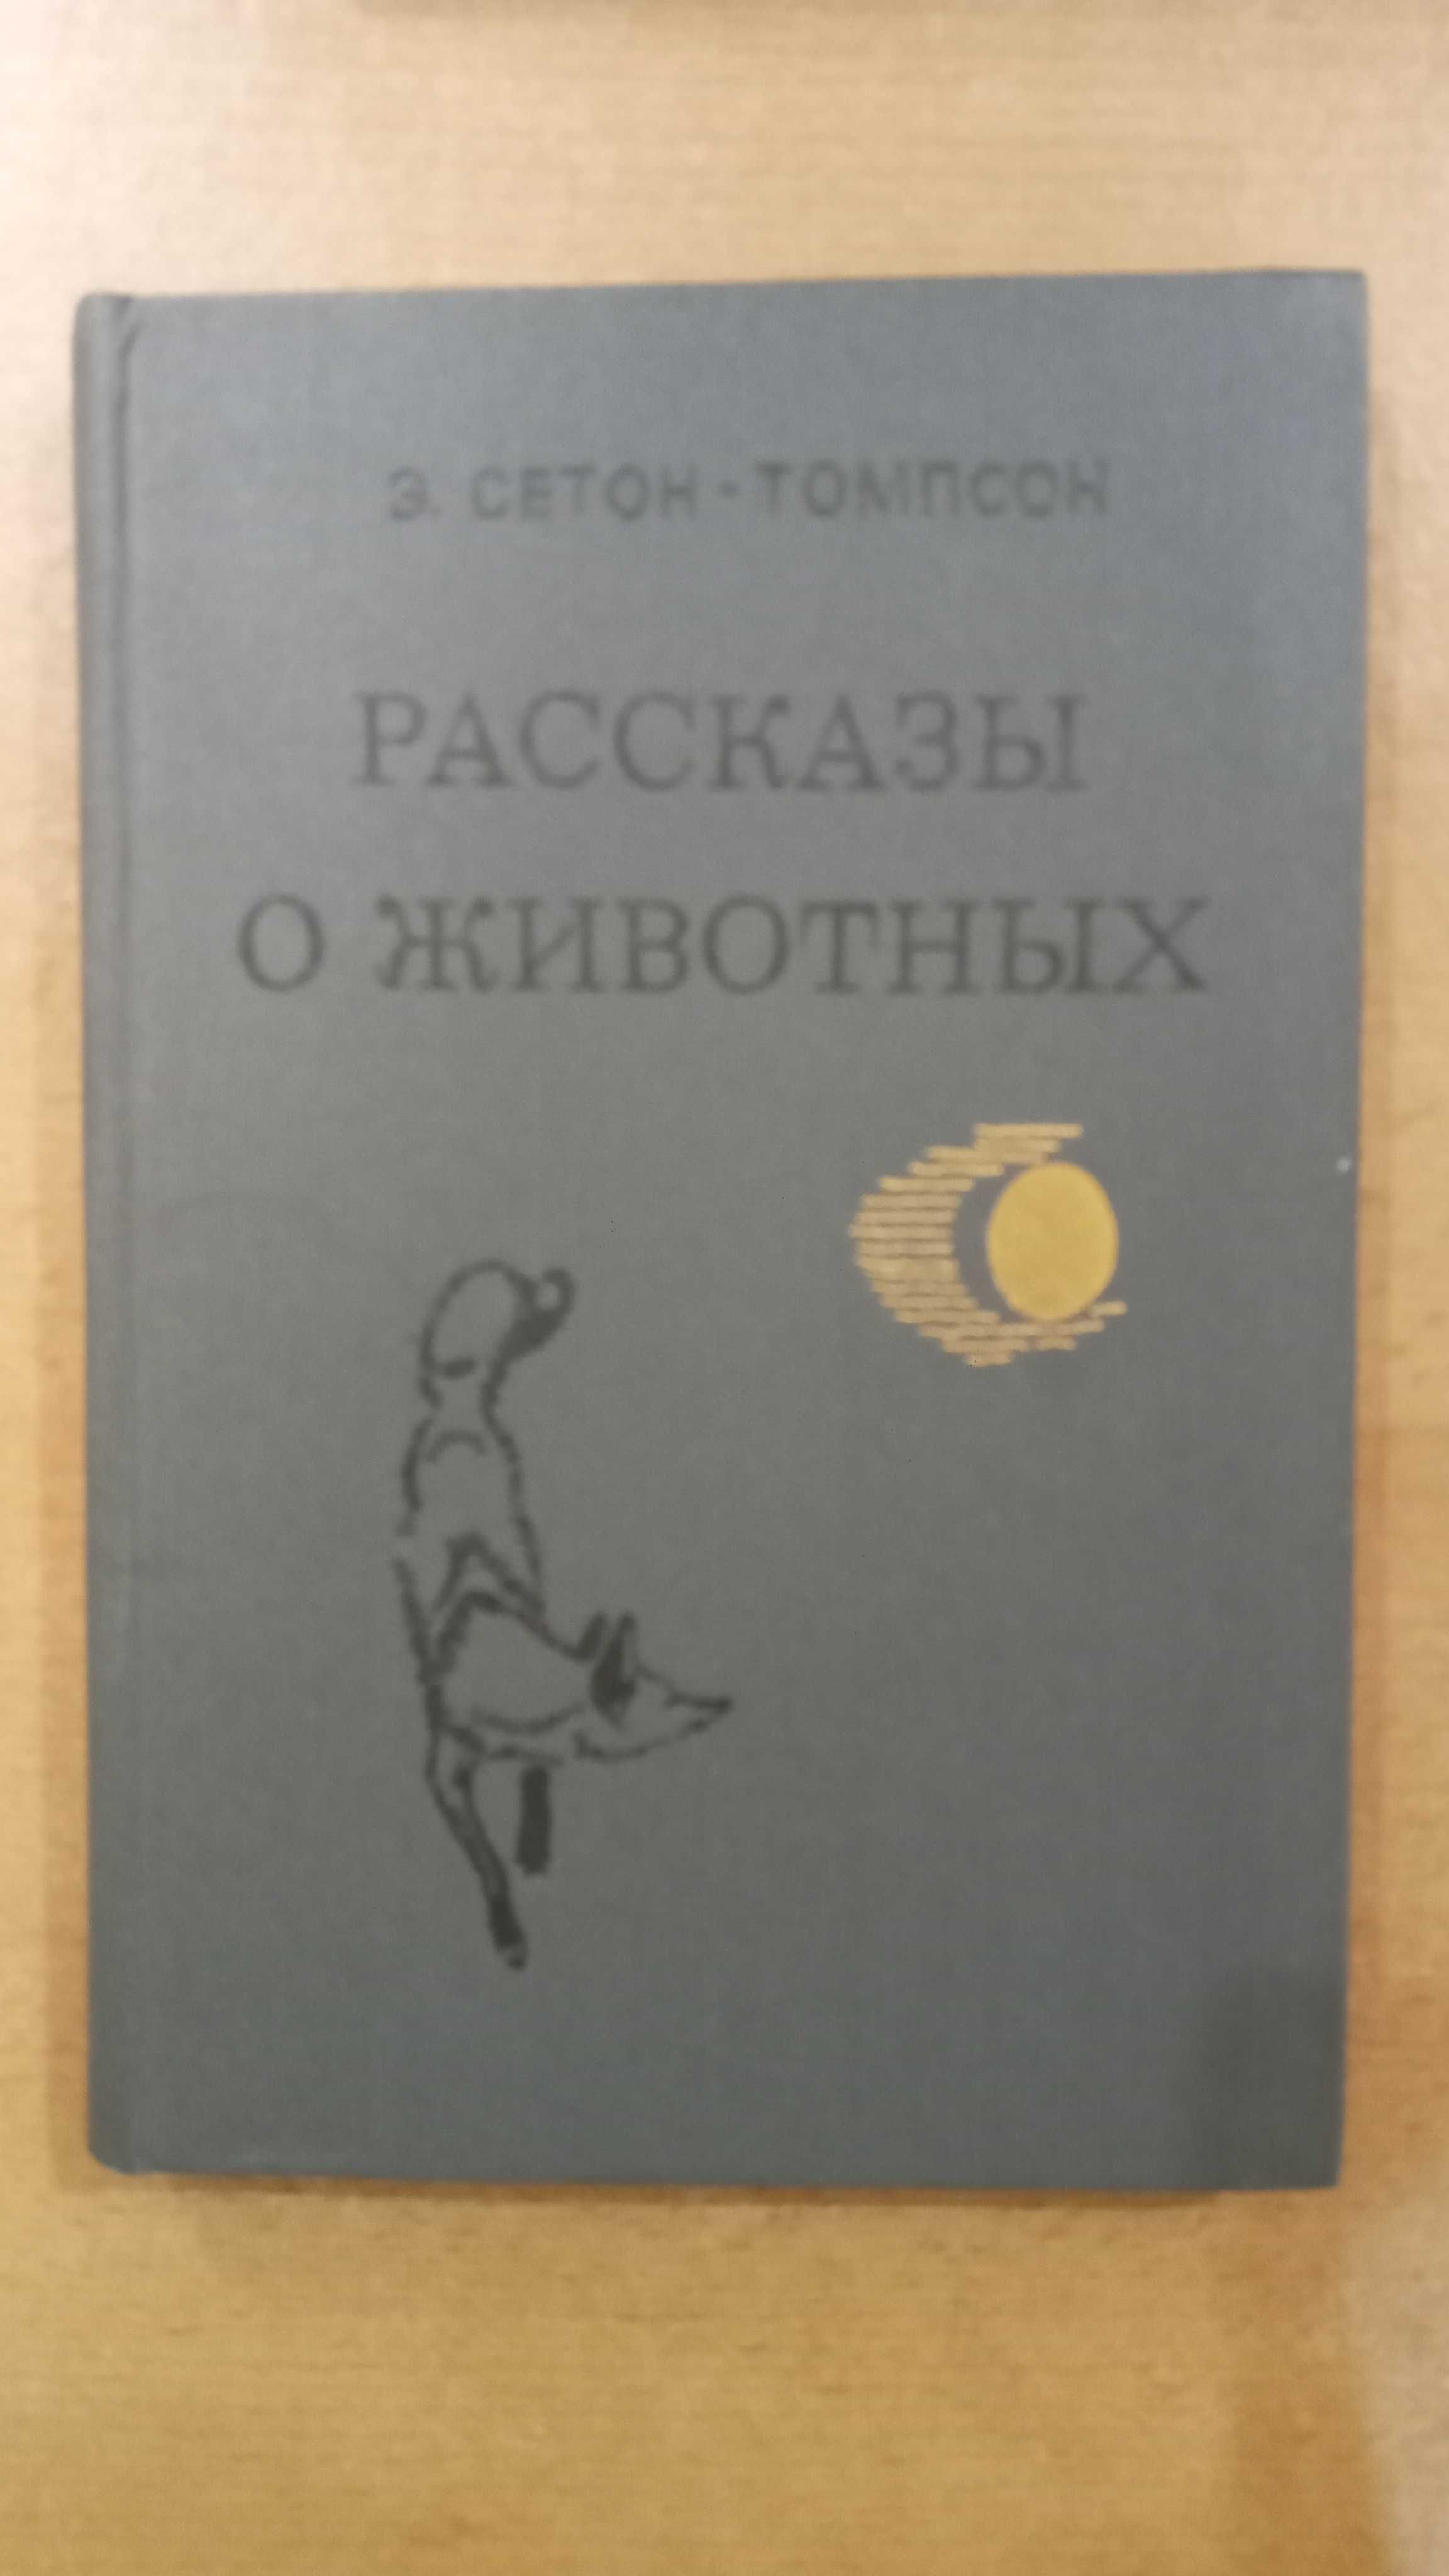 Э. СЕТОН-ТОМПСОН
РАССКАЗЫ
О ЖИВОТНЫХ